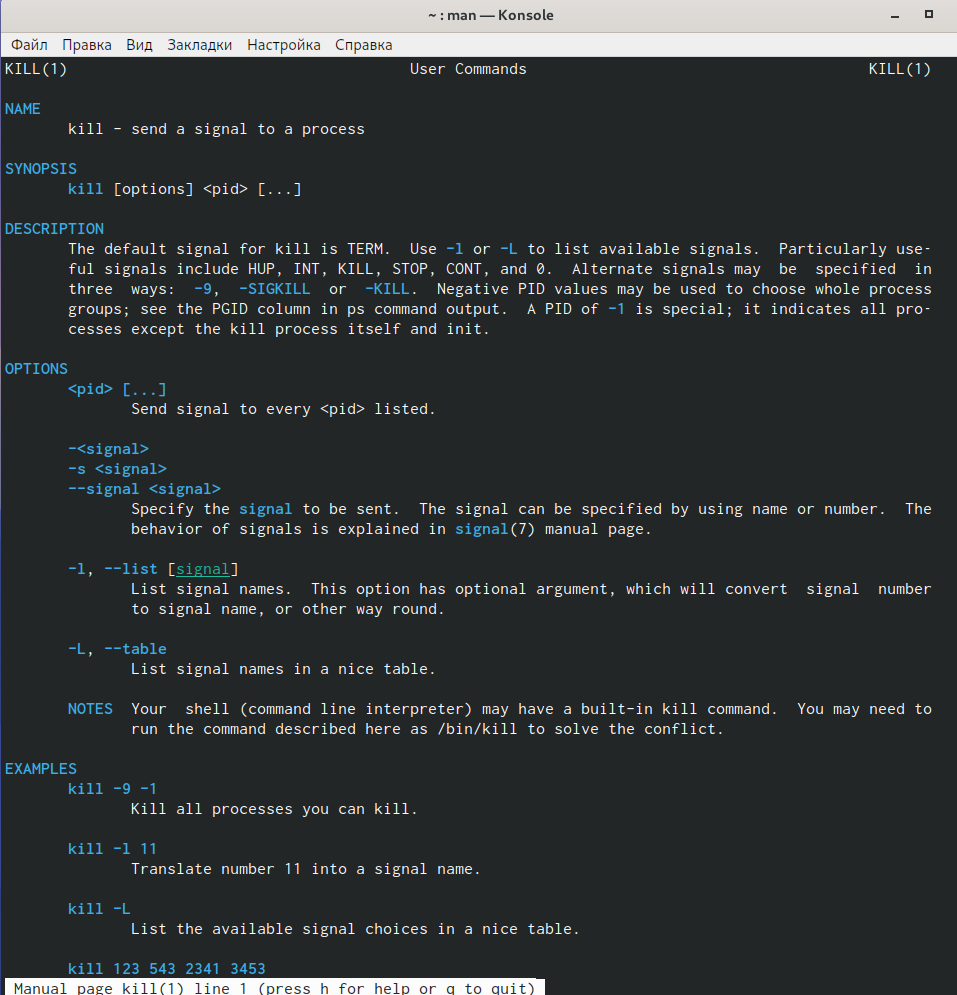 ~ : man — Konsole
Файл Правка Вид Закладки Настройка Справка
KILL(1) User Commands KILL(1)
NAME
kill - send a signal to a process
SYNOPSIS
kill [options] <pid> [...]
DESCRIPTION
The default signal for kill is TERM. Use -l or -L to list available signals. Particularly use-
ful signals include HUP, INT, KILL, STOP, CONT, and 0. Alternate signals may be specified in
three ways: -9, -SIGKILL or -KILL. Negative PID values may be used to choose whole process
groups; see the PGID column in ps command output. A PID of -1 is special; it indicates all pro-
cesses except the kill process itself and init.
OPTIONS
<pid> [...]
Send signal to every <pid> listed.
-<signal>
-s <signal>
--signal <signal>
Specify the signal to be sent. The signal can be specified by using name or number. The
behavior of signals is explained in signal(7) manual page.
-l, --list [signal]
List signal names. This option has optional argument, which will convert signal number
to signal name, or other way round.
-L, --table
List signal names in a nice table.
NOTES Your shell (command line interpreter) may have a built-in kill command. You may need to
run the command described here as /bin/kill to solve the conflict.
EXAMPLES
kill -9 -1
Kill all processes you can kill.
kill -l 11
Translate number 11 into a signal name.
kill -L
List the available signal choices in a nice table.
kill 123 543 2341 3453
Manual page kill(1) line 1 (press h for help or q to quit)